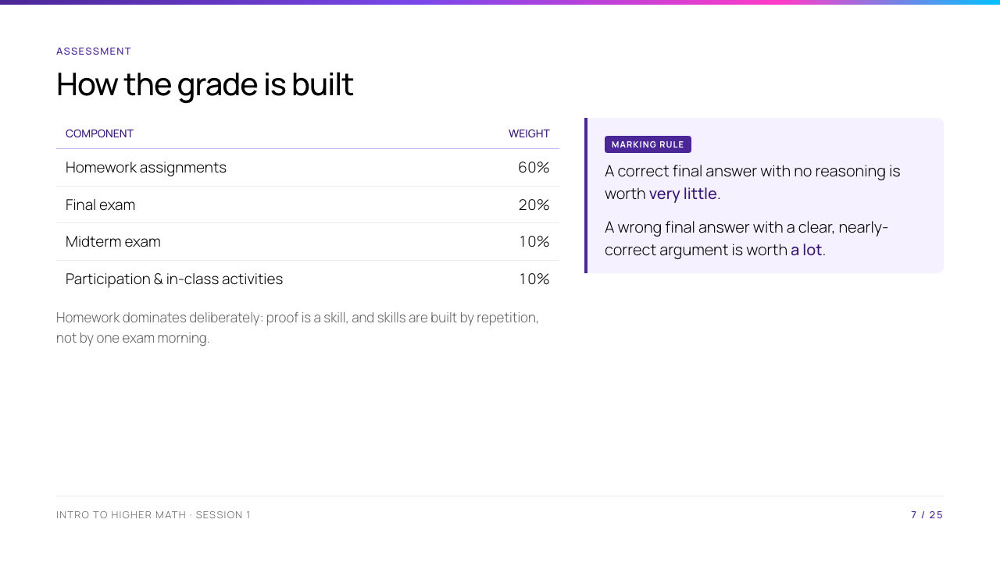 ASSESSMENT
How the grade is built
COMPONENT WEIGHT
Homework assignments 60%
Final exam 20%
Midterm exam 10%
Participation & in-class activities 10%
Homework dominates deliberately: proof is a skill, and skills are built by repetition,
not by one exam morning.
MARKING RULE
A correct final answer with no reasoning is
worth very little.
A wrong final answer with a clear, nearly-
correct argument is worth a lot.
INTRO TO HIGHER MATH · SESSION 1
7 / 25